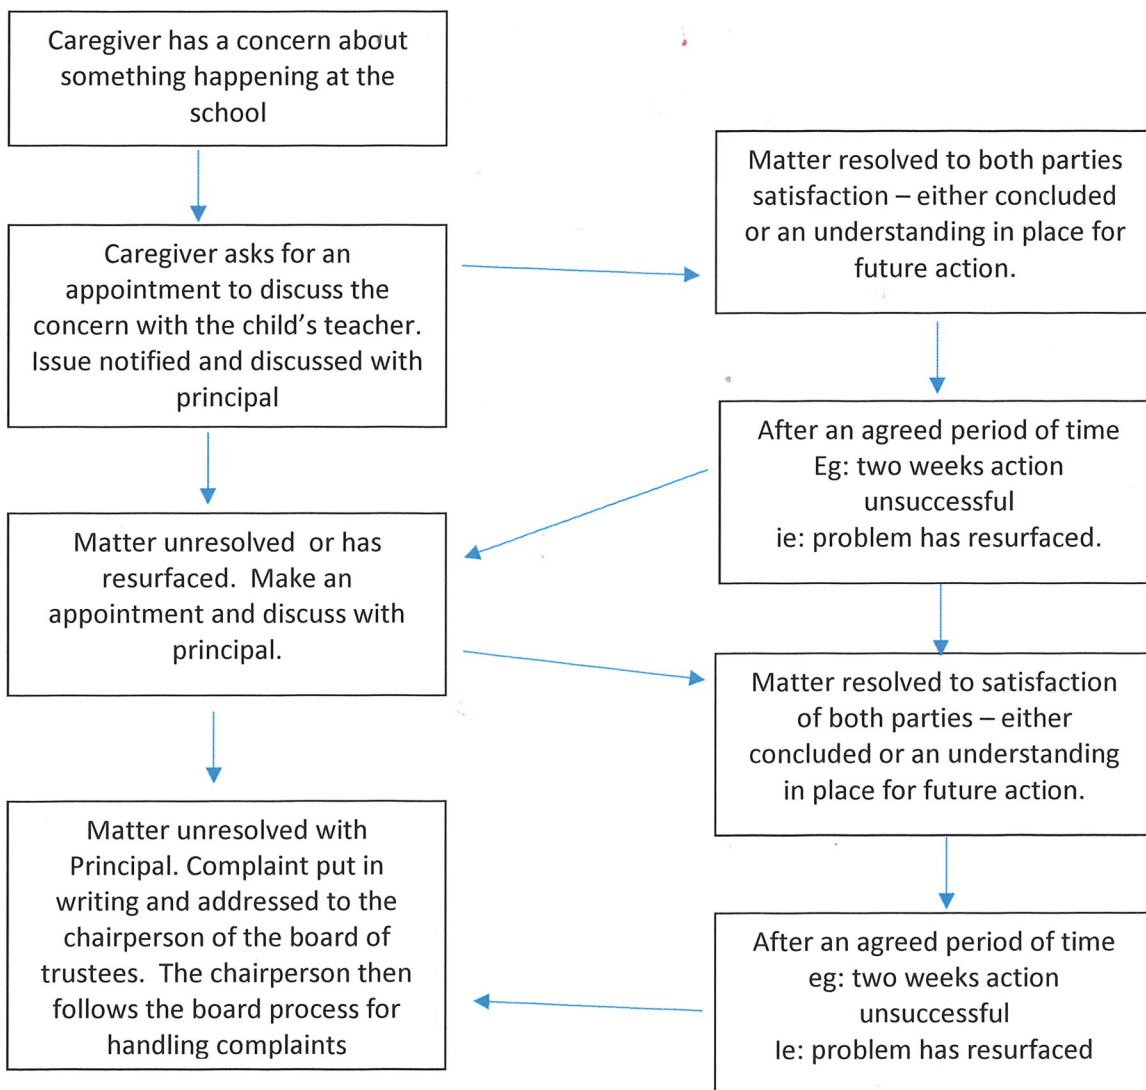 Caregiver has a concern about
something happening at the
school
Caregiver asks for an
appointment to discuss the
concern with the child’s teacher.
Issue notified and discussed with
principal
Matter unresolved  or has
resurfaced.  Make an
appointment and discuss with
principal.
Matter unresolved with
Principal. Complaint put in
writing and addressed to the
chairperson of the board of
trustees.  The chairperson then
follows the board process for
handling complaints
Matter resolved to both parties
satisfaction – either concluded
or an understanding in place for
future action.
After an agreed period of time
Eg: two weeks action
unsuccessful
ie: problem has resurfaced.
Matter resolved to satisfaction
of both parties – either
concluded or an understanding
in place for future action.
After an agreed period of time
eg: two weeks action
unsuccessful
Ie: problem has resurfaced